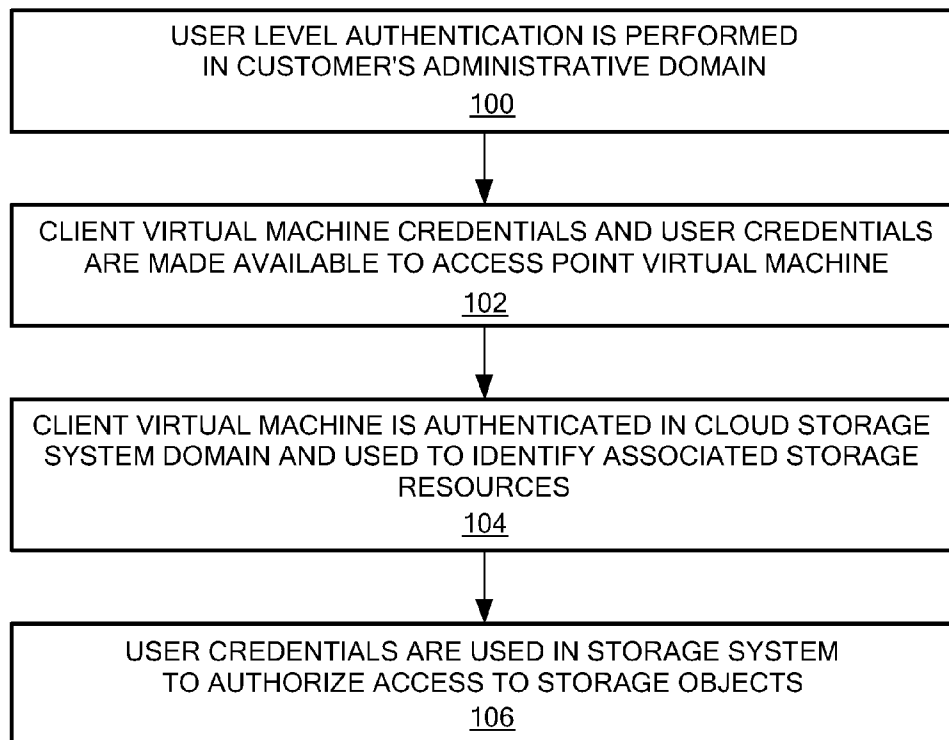 USER LEVEL AUTHENTICATION IS PERFORMED
IN CUSTOMER'S ADMINISTRATIVE DOMAIN
100
CLIENT VIRTUAL MACHINE CREDENTIALS AND USER CREDENTIALS
ARE MADE AVAILABLE TO ACCESS POINT VIRTUAL MACHINE
102
CLIENT VIRTUAL MACHINE IS AUTHENTICATED IN CLOUD STORAGE
SYSTEM DOMAIN AND USED TO IDENTIFY ASSOCIATED STORAGE
RESOURCES
104
USER CREDENTIALS ARE USED IN STORAGE SYSTEM
TO AUTHORIZE ACCESS TO STORAGE OBJECTS
106